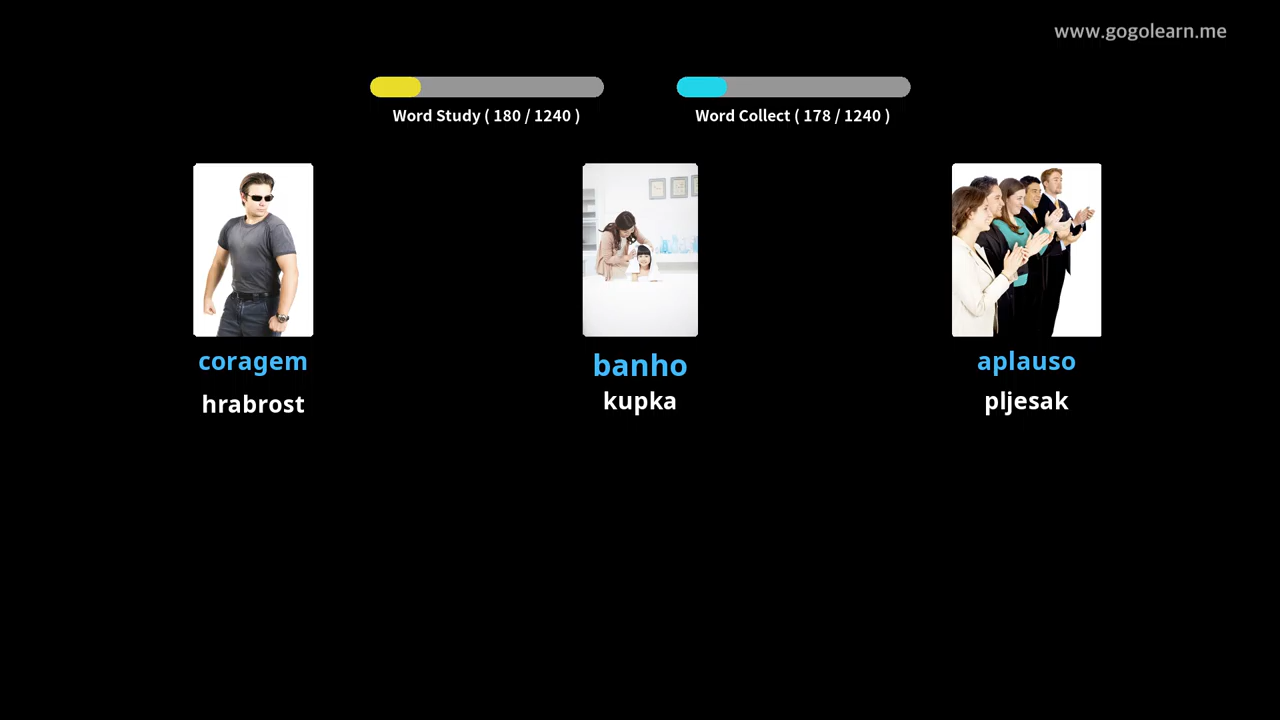 www.gogolearn.me
Word Study ( 180 / 1240 )
Word Collect ( 178 / 1240 )
coragem
hrabrost
banho
kupka
aplauso
pljesak